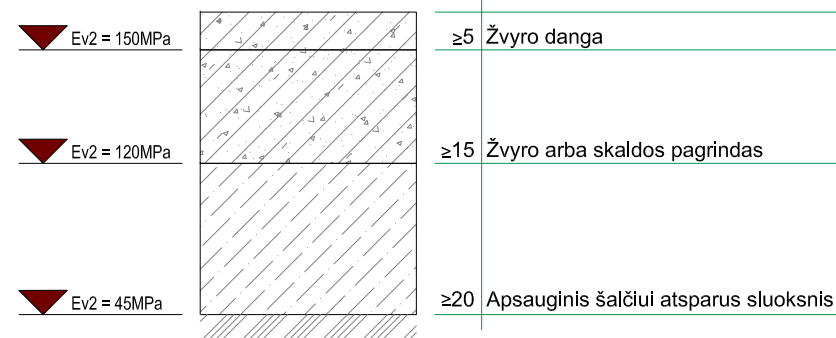 Ev2 = 150MPa ≥5 Žvyro danga
Ev2 = 120MPa ≥15 Žvyro arba skaldos pagrindas
Ev2 = 45MPa ≥20 Apsauginis šalčiui atsparus sluoksnis